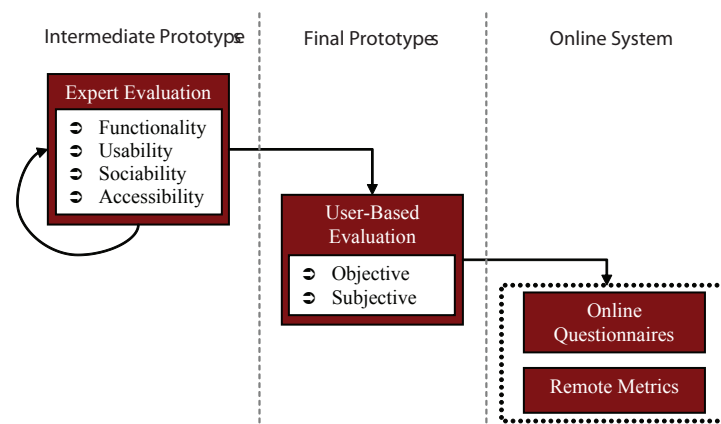 Intermediate Prototypes
Final Prototypes
Online System
Expert Evaluation
➲ Functionality
➲ Usability
➲ Sociability
➲ Accessibility
User-Based
Evaluation
➲ Objective
➲ Subjective
Online
Questionnaires
Remote Metrics